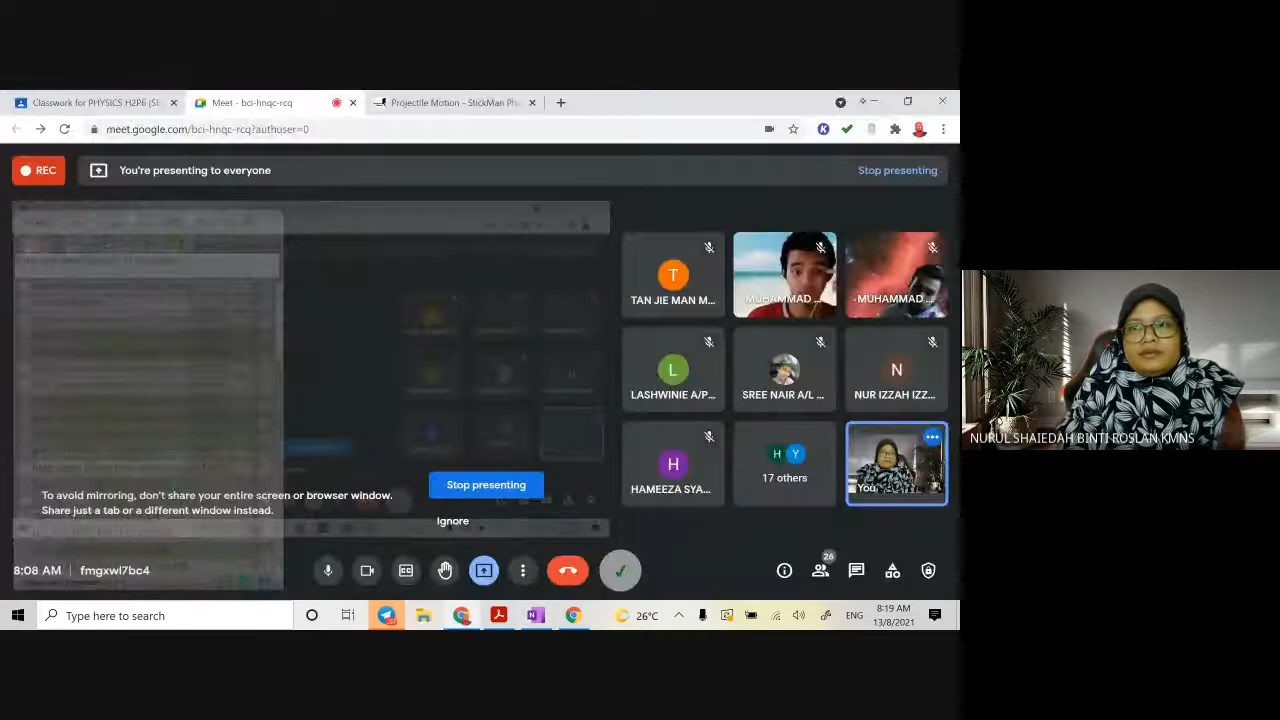 Classwork for PHYSICS H2P6 (SE
Meet - bci-hnqc-rcq
Projectile Motion - StickMan Ph
meet.google.com/bci-hnqc-rcq?authuser=0
REC
You're presenting to everyone
Stop presenting
T
TAN JIE MAN M...
MUHAMMAD ...
MUHAMMAD ...
L
LASHWINIE A/P...
SREE NAIR A/L ...
N
NUR IZZAH IZZ...
H
HAMEEZA SYA...
H
Y
17 others
You
To avoid mirroring, don't share your entire screen or browser window.
Share just a tab or a different window instead.
Stop presenting
Ignore
NURUL SHAIEDAH BINTI ROSLAN KMNS
8:08 AM | fmgxwl7bc4
26
Type here to search
26°C
ENG
8:19 AM
13/8/2021